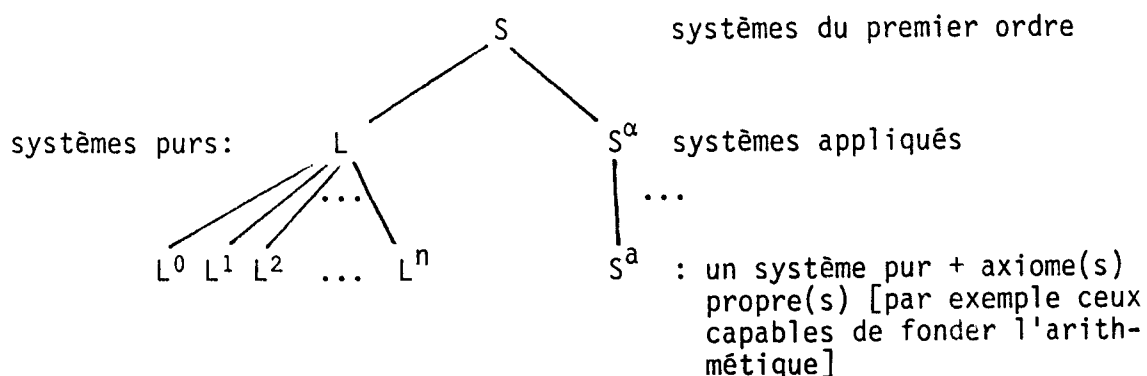 S systèmes du premier ordre
systèmes purs: L S^α systèmes appliqués
... ...
L^0 L^1 L^2 ... L^n S^a : un système pur + axiome(s)
propre(s) [par exemple ceux
capables de fonder l'arith-
métique]